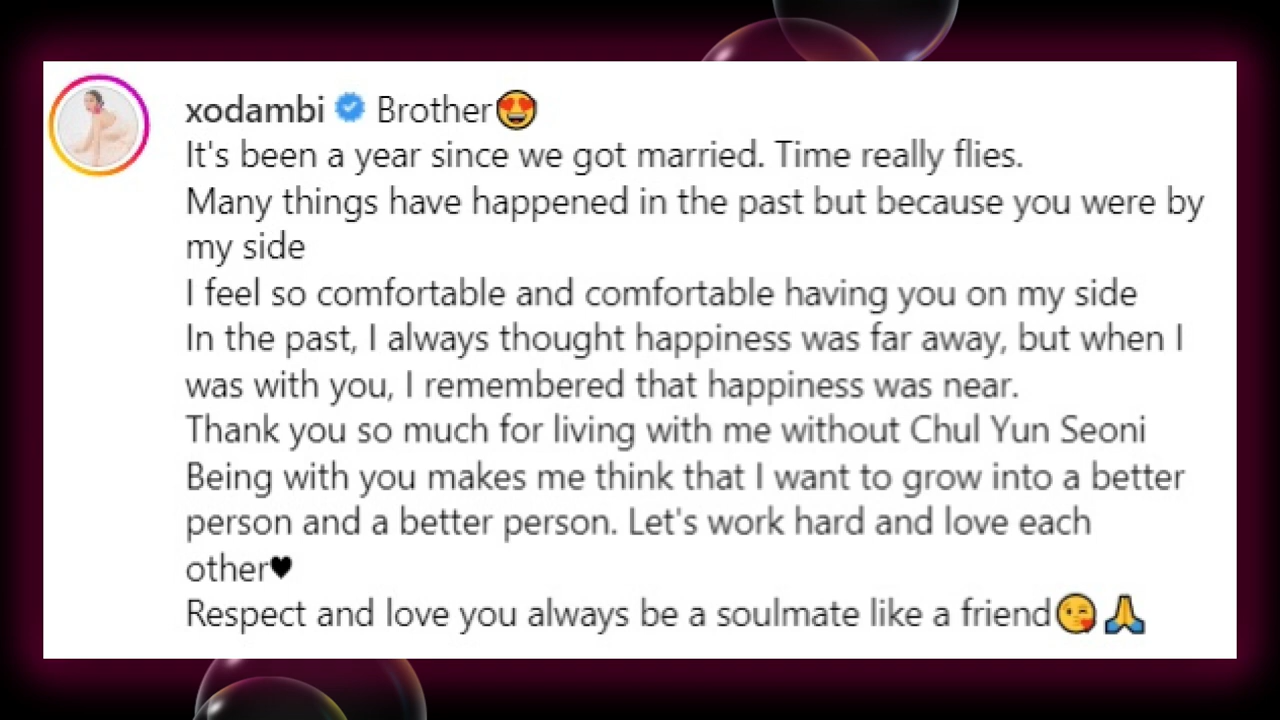 xodambi Brother😍
It's been a year since we got married. Time really flies.
Many things have happened in the past but because you were by
my side
I feel so comfortable and comfortable having you on my side
In the past, I always thought happiness was far away, but when I
was with you, I remembered that happiness was near.
Thank you so much for living with me without Chul Yun Seoni
Being with you makes me think that I want to grow into a better
person and a better person. Let's work hard and love each
other♥
Respect and love you always be a soulmate like a friend😘🙏